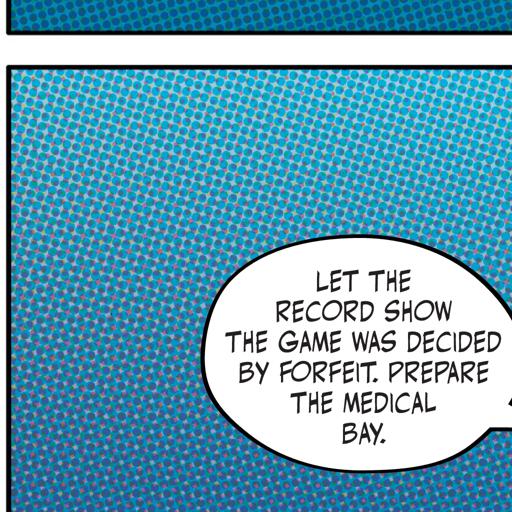 LET THE
RECORD SHOW
THE GAME WAS DECIDED
BY FORFEIT. PREPARE
THE MEDICAL
BAY.